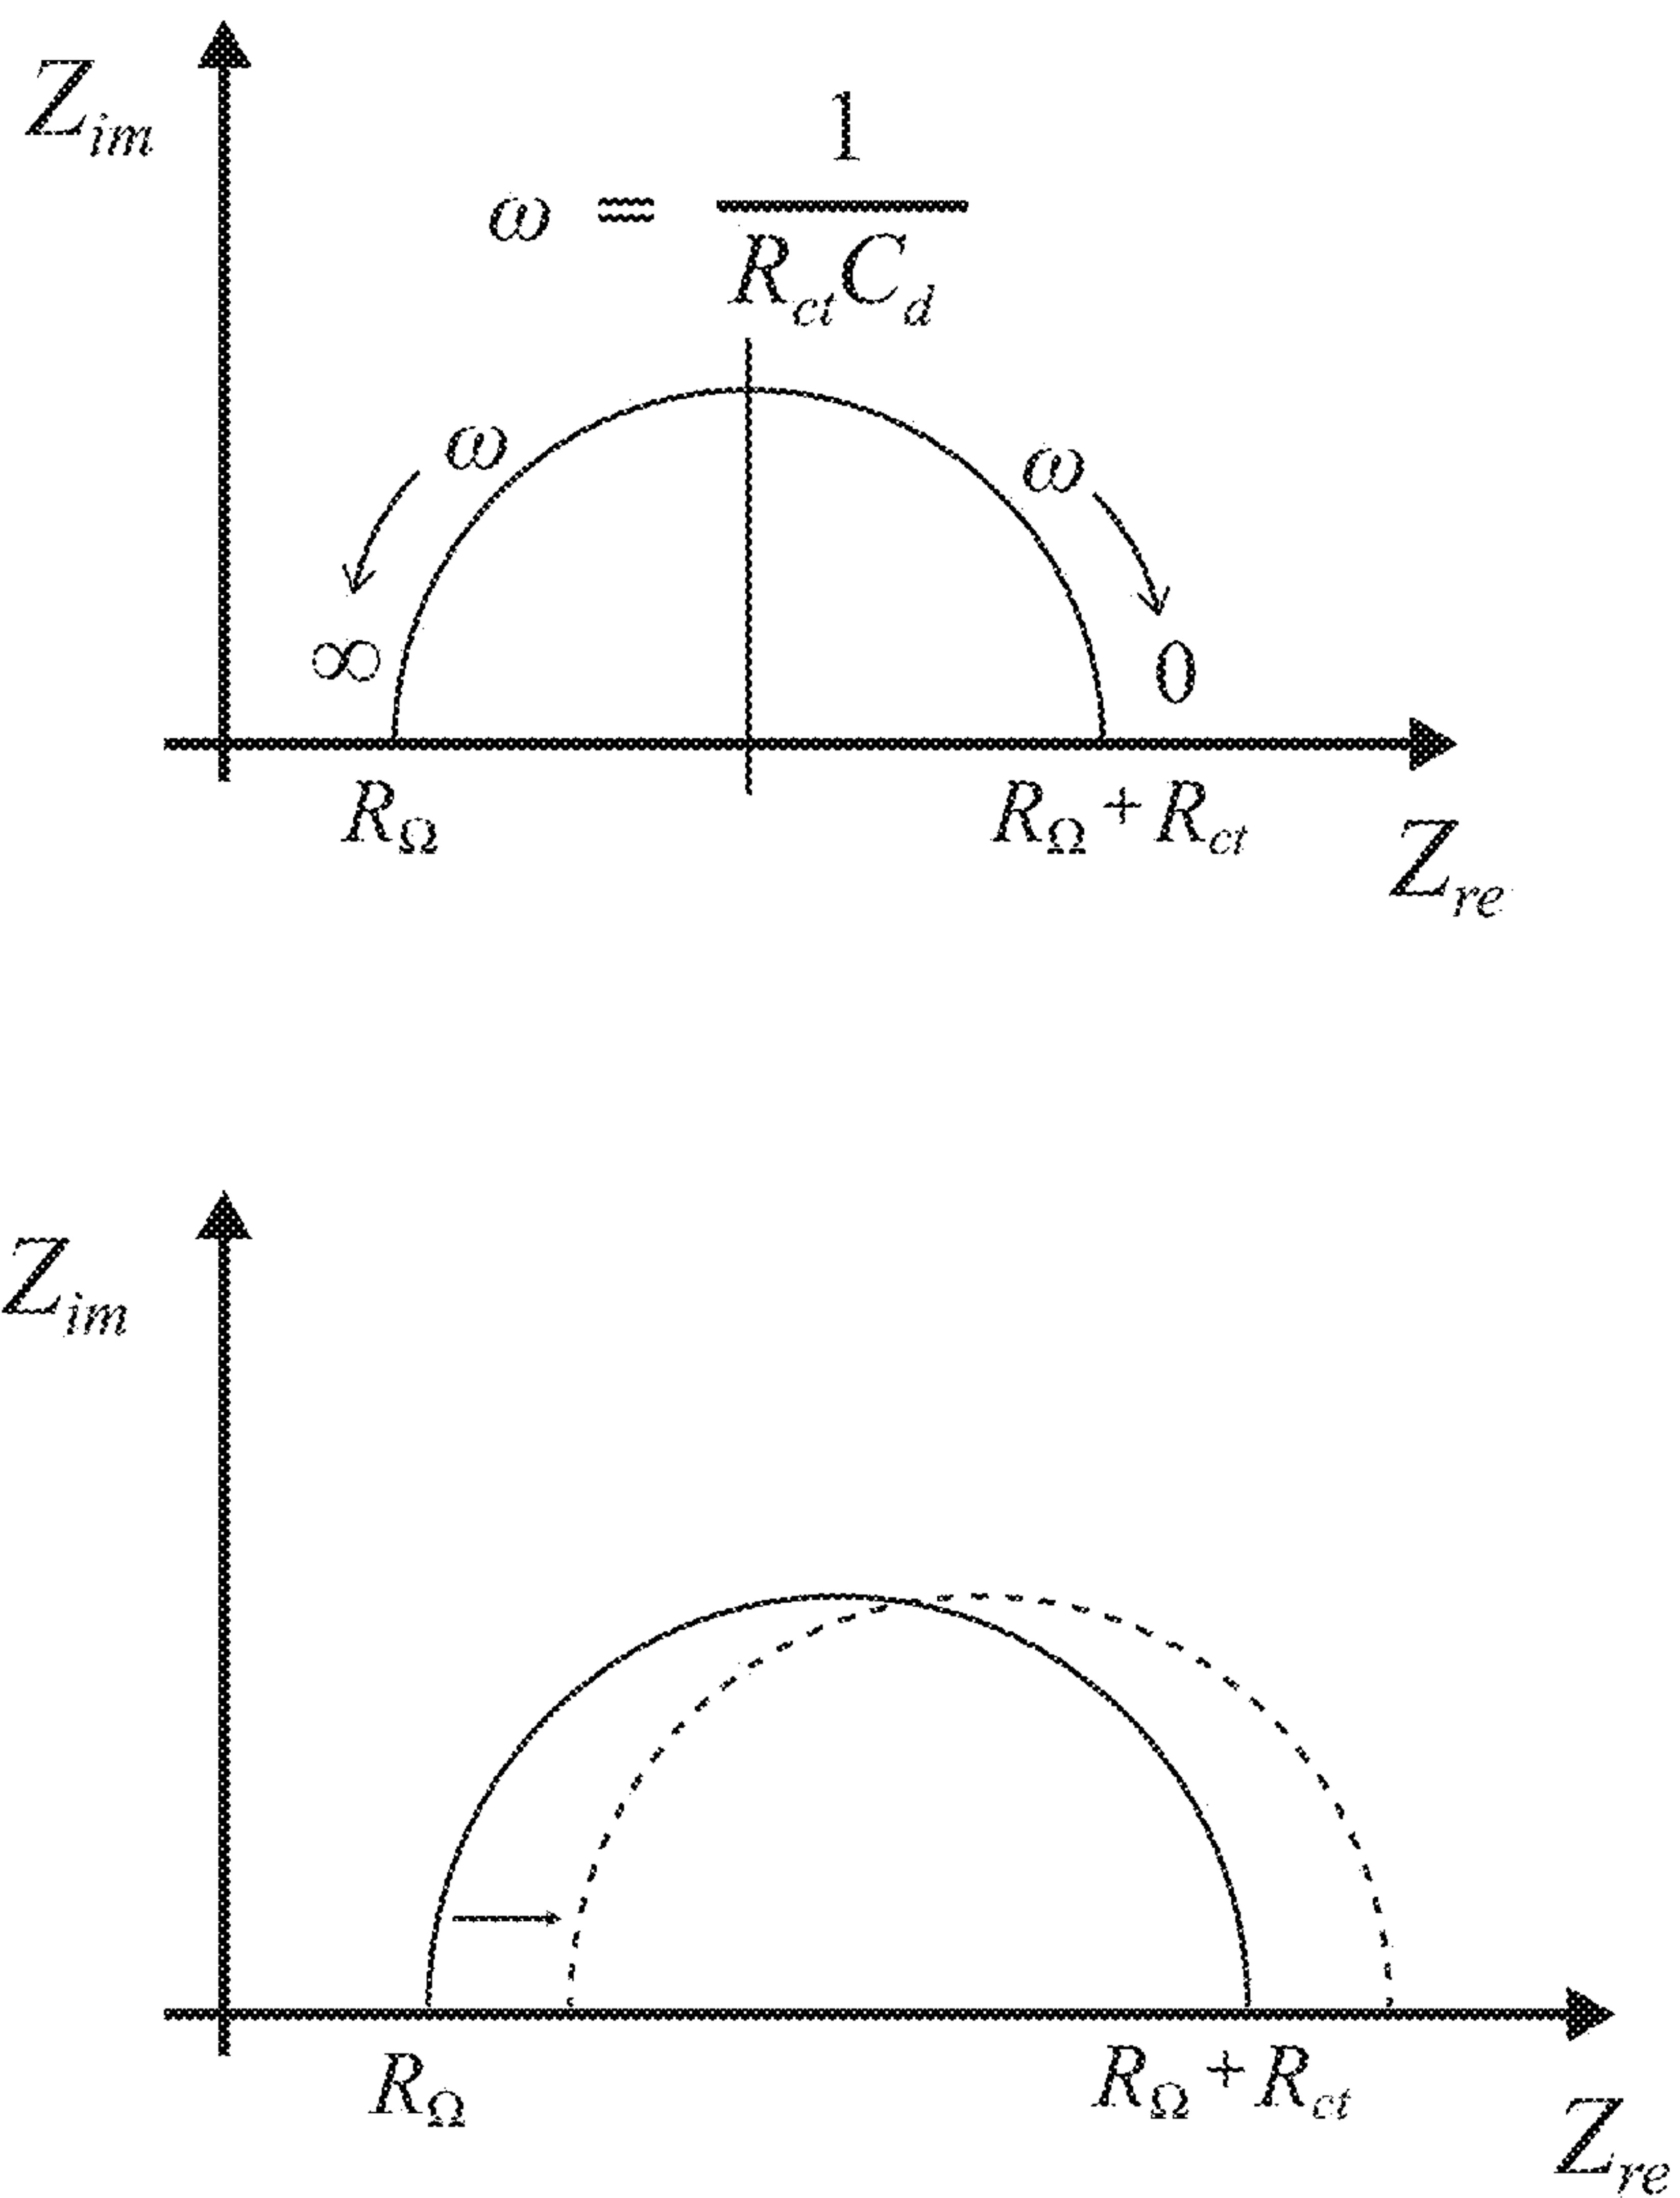 Z_im
1
ω =
R_ct C_d
ω ω
∞ 0
R_Ω R_Ω + R_ct
Z_re
Z_im
R_Ω R_Ω + R_ct
Z_re